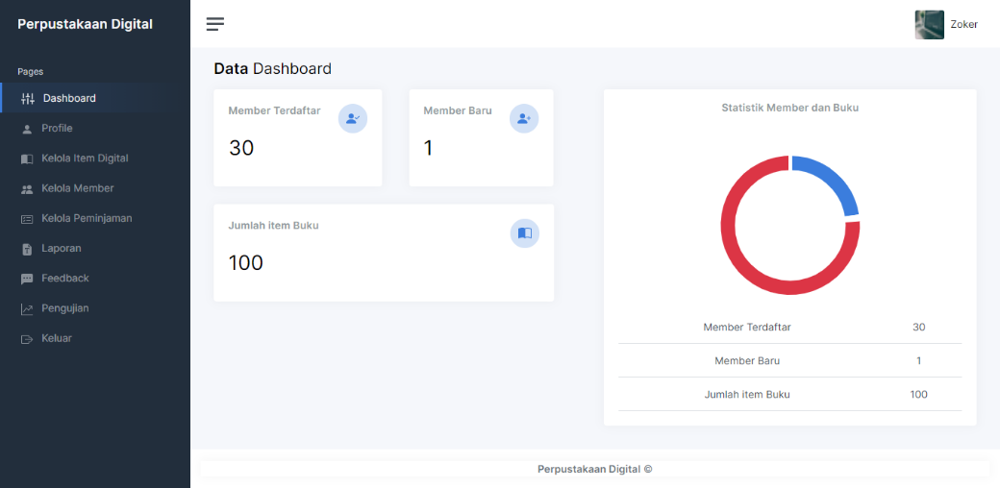 Perpustakaan Digital
Zoker
Pages
Dashboard
Profile
Kelola Item Digital
Kelola Member
Kelola Peminjaman
Laporan
Feedback
Pengujian
Keluar
Data Dashboard
Member Terdaftar
30
Member Baru
1
Jumlah item Buku
100
Statistik Member dan Buku
Member Terdaftar 30
Member Baru 1
Jumlah item Buku 100
Perpustakaan Digital ©